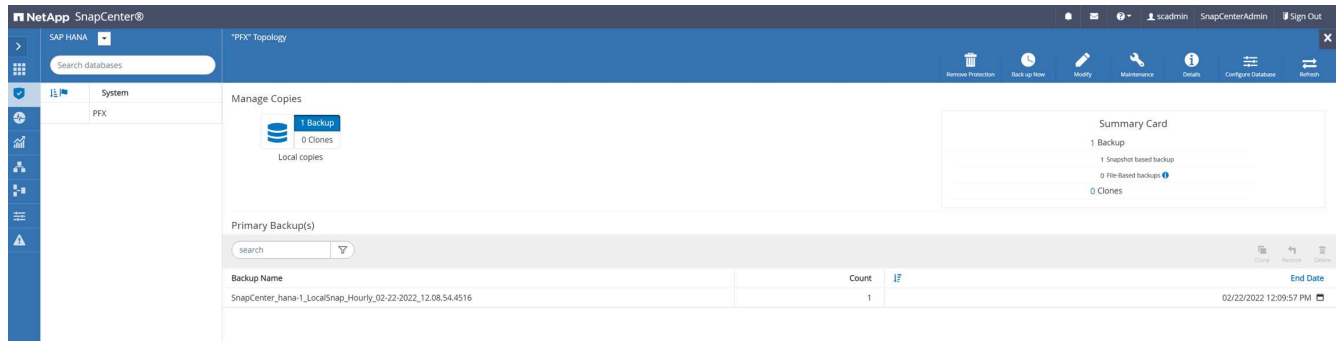 NetApp SnapCenter®
scadmin SnapCenterAdmin Sign Out
SAP HANA
"PFX" Topology
Search databases
Remove Protection Back up Now Modify Maintenance Details Configure Database Refresh
System
PFX
Manage Copies
1 Backup
0 Clones
Local copies
Summary Card
1 Backup
1 Snapshot based backup
0 File-Based backups
0 Clones
Primary Backup(s)
search
Clone Restore Delete
Backup Name Count End Date
SnapCenter_hana-1_LocalSnap_Hourly_02-22-2022_12.08.54.4516 1 02/22/2022 12:09:57 PM